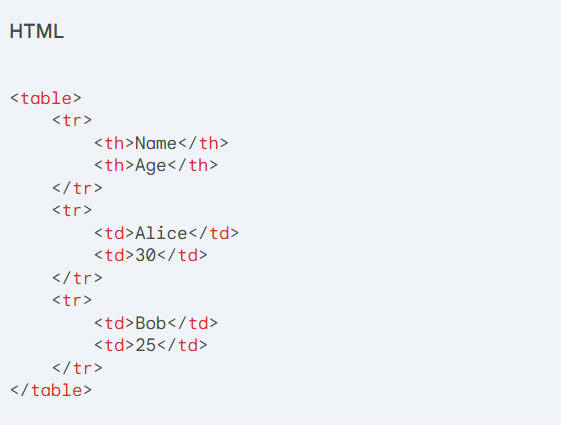 HTML
<table>
    <tr>
        <th>Name</th>
        <th>Age</th>
    </tr>
    <tr>
        <td>Alice</td>
        <td>30</td>
    </tr>
    <tr>
        <td>Bob</td>
        <td>25</td>
    </tr>
</table>